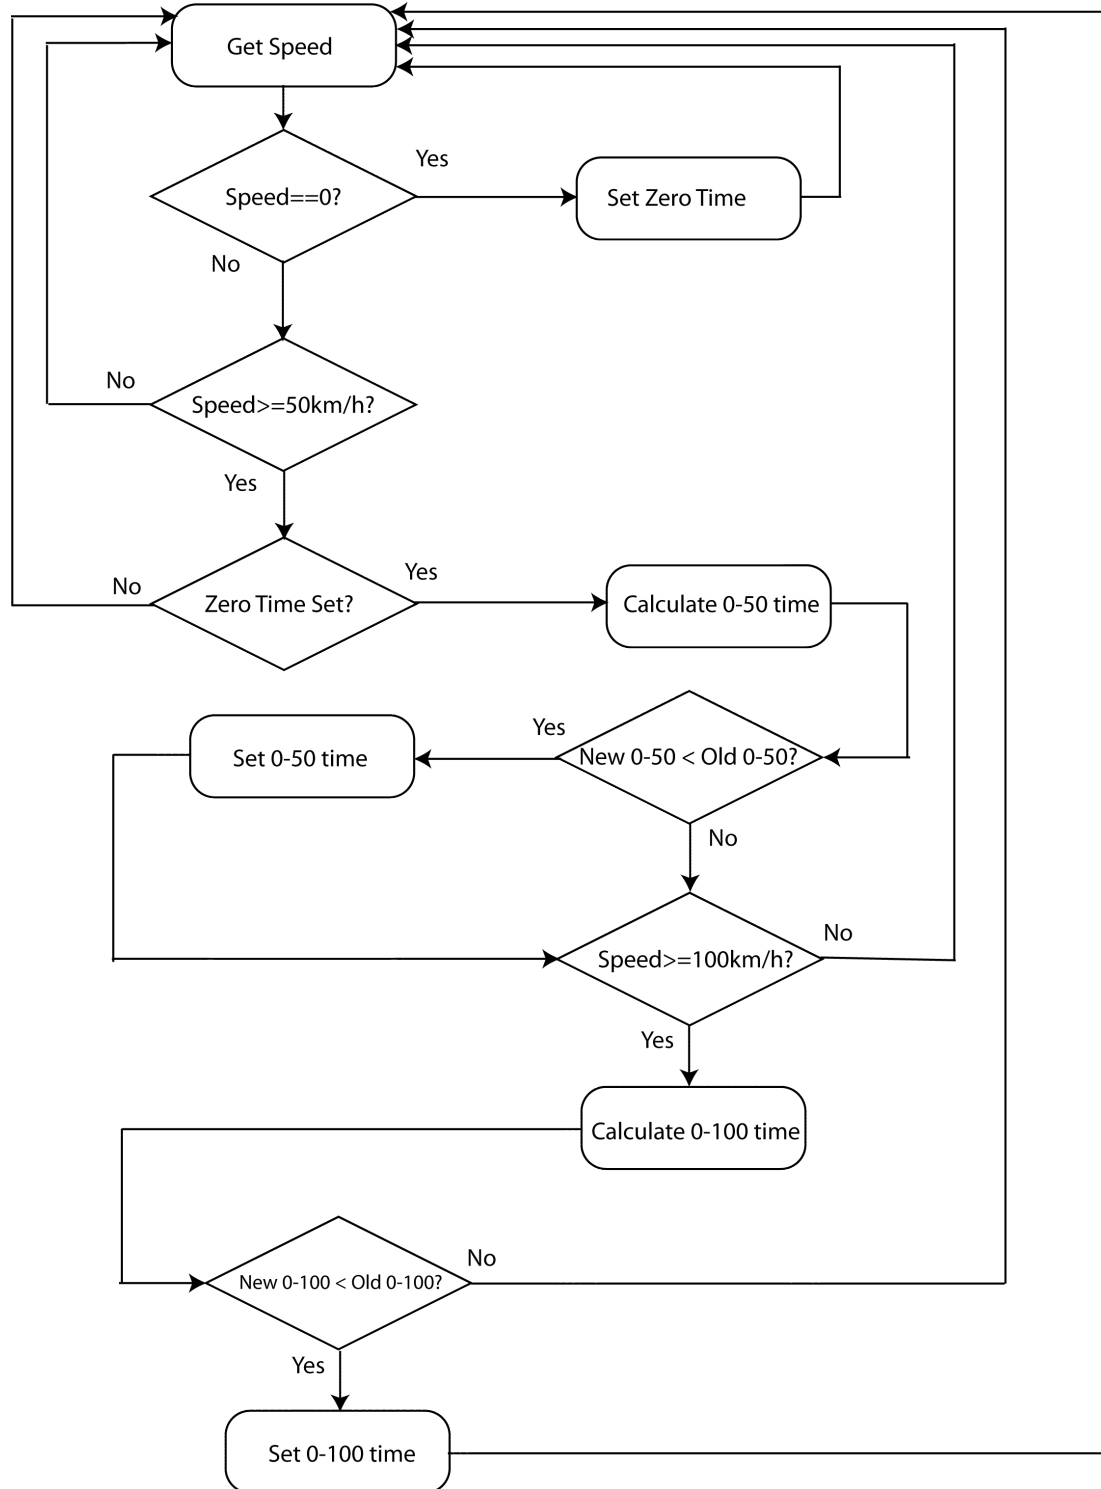 Get Speed
Yes
Speed==0?
Set Zero Time
No
No
Speed>=50km/h?
Yes
No
Yes
Zero Time Set?
Calculate 0-50 time
Yes
Set 0-50 time
New 0-50 < Old 0-50?
No
No
Speed>=100km/h?
Yes
Calculate 0-100 time
No
New 0-100 < Old 0-100?
Yes
Set 0-100 time